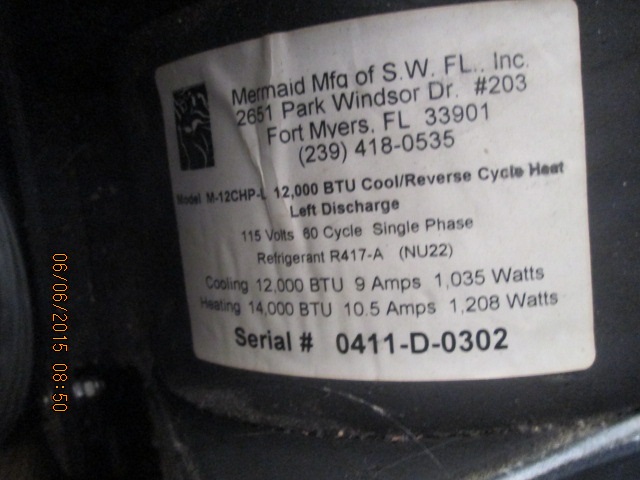 Mermaid Mfg of S.W. FL., Inc.
2651 Park Windsor Dr. #203
Fort Myers, FL 33901
(239) 418-0535
Model M-12CHP-L 12,000 BTU Cool/Reverse Cycle Heat
Left Discharge
115 Volts 60 Cycle Single Phase
Refrigerant R417-A (NU22)
Cooling 12,000 BTU 9 Amps 1,035 Watts
Heating 14,000 BTU 10.5 Amps 1,208 Watts
Serial # 0411-D-0302
06/06/2015 08:50